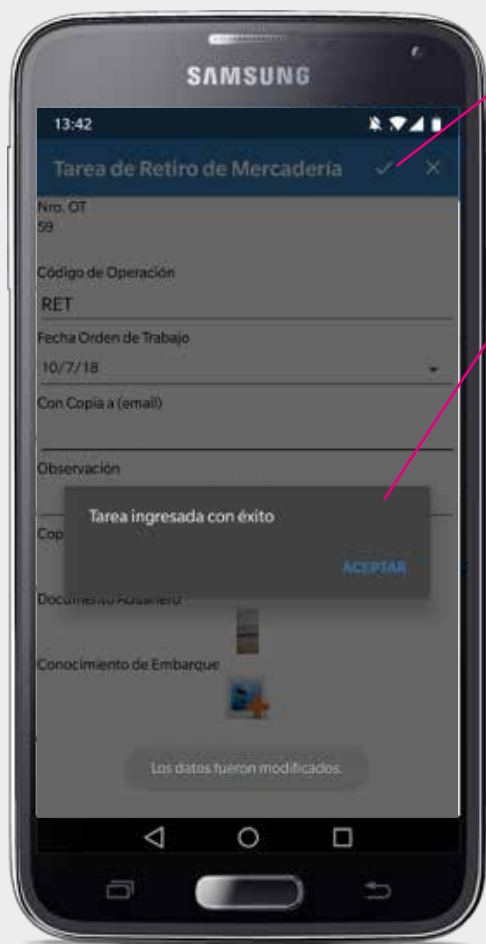 SAMSUNG
13:42
Tarea de Retiro de Mercadería
Nro. OT
59
Código de Operación
RET
Fecha Orden de Trabajo
10/7/18
Con Copia a (email)
Observación
Tarea ingresada con éxito
Cop
ACEPTAR
Documento Aduanero
Conocimiento de Embarque
Los datos fueron modificados.